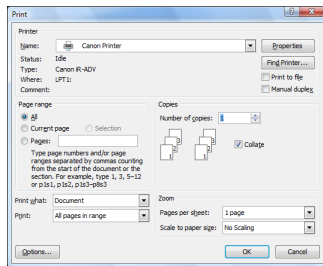 Print
Printer
Name: Canon Printer Properties
Status: Idle Find Printer...
Type: Canon iR-ADV
Where: LPT1: Print to file
Comment: Manual duplex
Page range
All
Current page Selection
Pages:
Type page numbers and/or page
ranges separated by commas counting
from the start of the document or the
section. For example, type 1, 3, 5–12
or p1s1, p1s2, p1s3–p8s3
Copies
Number of copies:
Collate
Print what: Document
Print: All pages in range
Zoom
Pages per sheet: 1 page
Scale to paper size: No Scaling
Options... OK Cancel